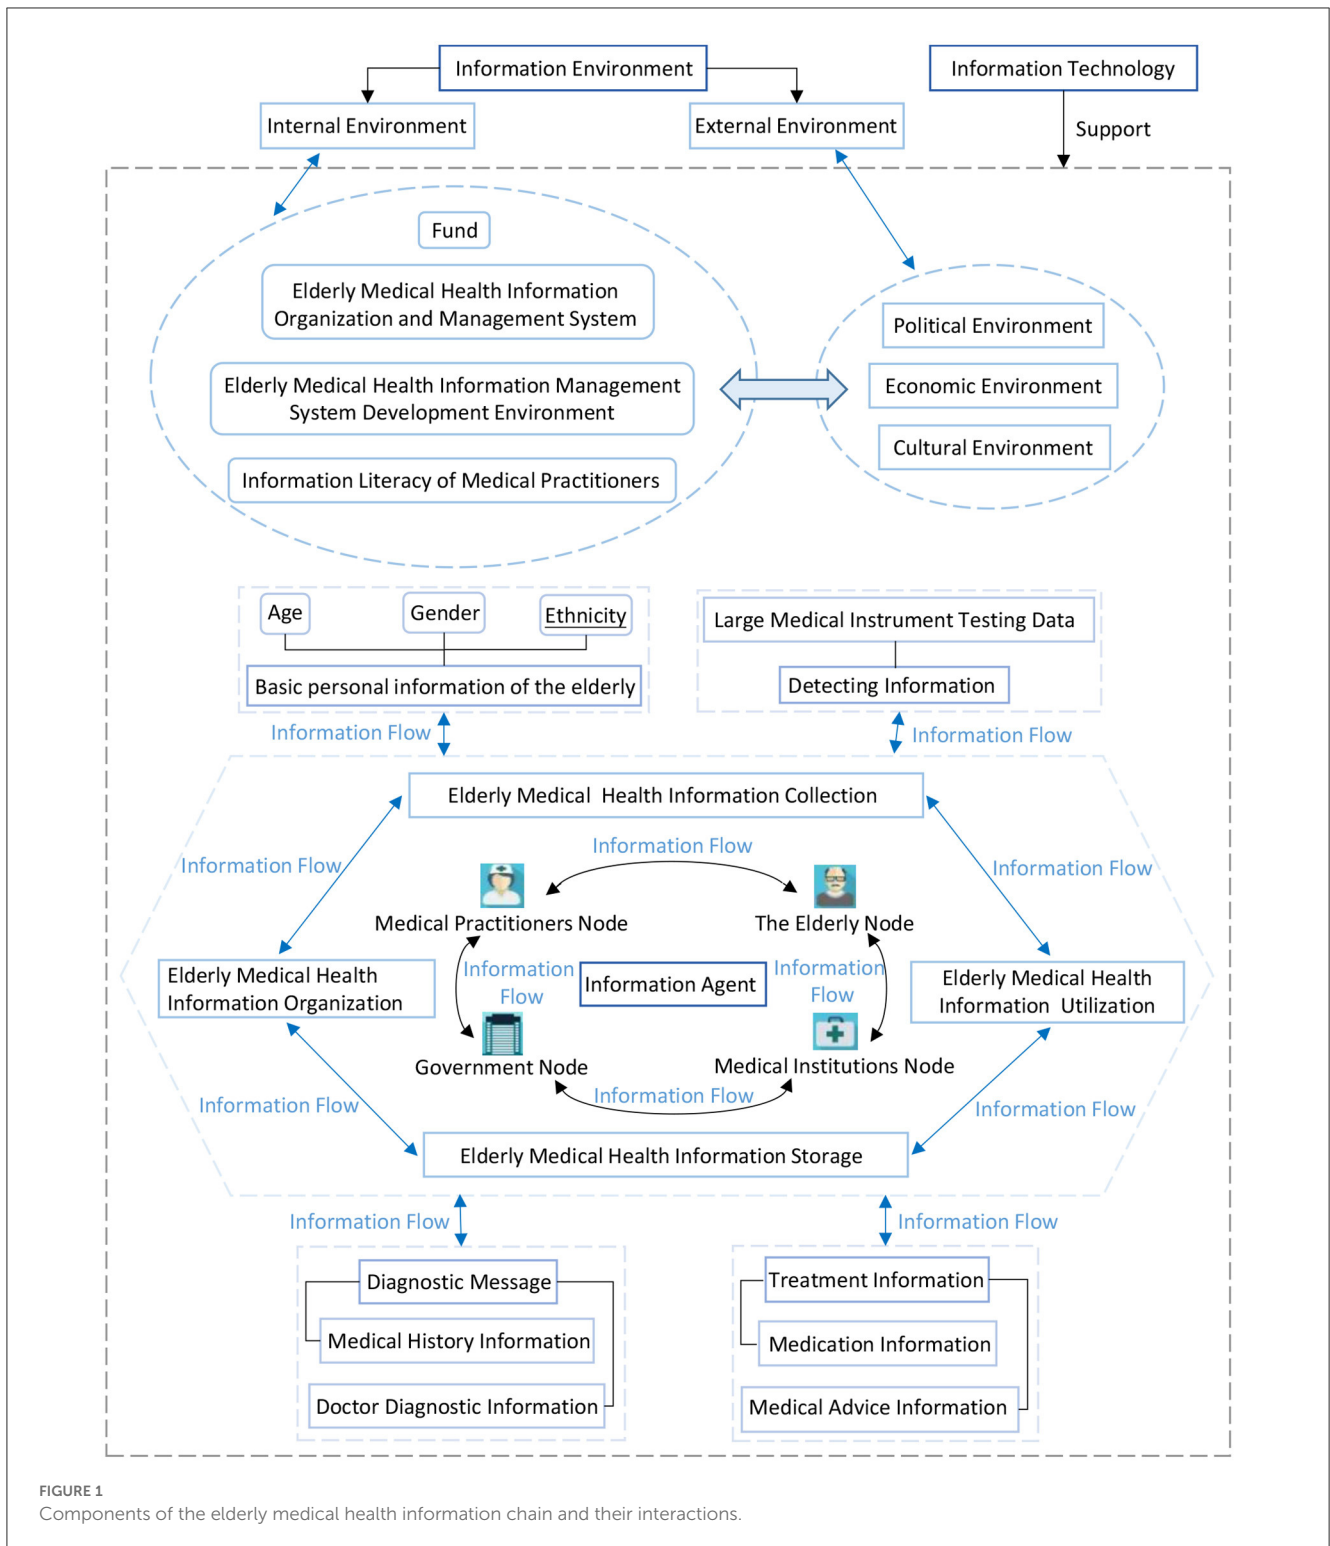 Information Environment
Information Technology
Internal Environment
External Environment
Support
Fund
Elderly Medical Health Information
Organization and Management System
Elderly Medical Health Information Management
System Development Environment
Information Literacy of Medical Practitioners
Political Environment
Economic Environment
Cultural Environment
Age
Gender
Ethnicity
Basic personal information of the elderly
Large Medical Instrument Testing Data
Detecting Information
Information Flow
Information Flow
Elderly Medical Health Information Collection
Information Flow
Information Flow
Information Flow
Medical Practitioners Node
The Elderly Node
Elderly Medical Health
Information Organization
Information
Flow
Information Agent
Information
Flow
Elderly Medical Health
Information Utilization
Government Node
Medical Institutions Node
Information Flow
Information Flow
Information Flow
Elderly Medical Health Information Storage
Information Flow
Information Flow
Diagnostic Message
Medical History Information
Doctor Diagnostic Information
Treatment Information
Medication Information
Medical Advice Information
FIGURE 1
Components of the elderly medical health information chain and their interactions.